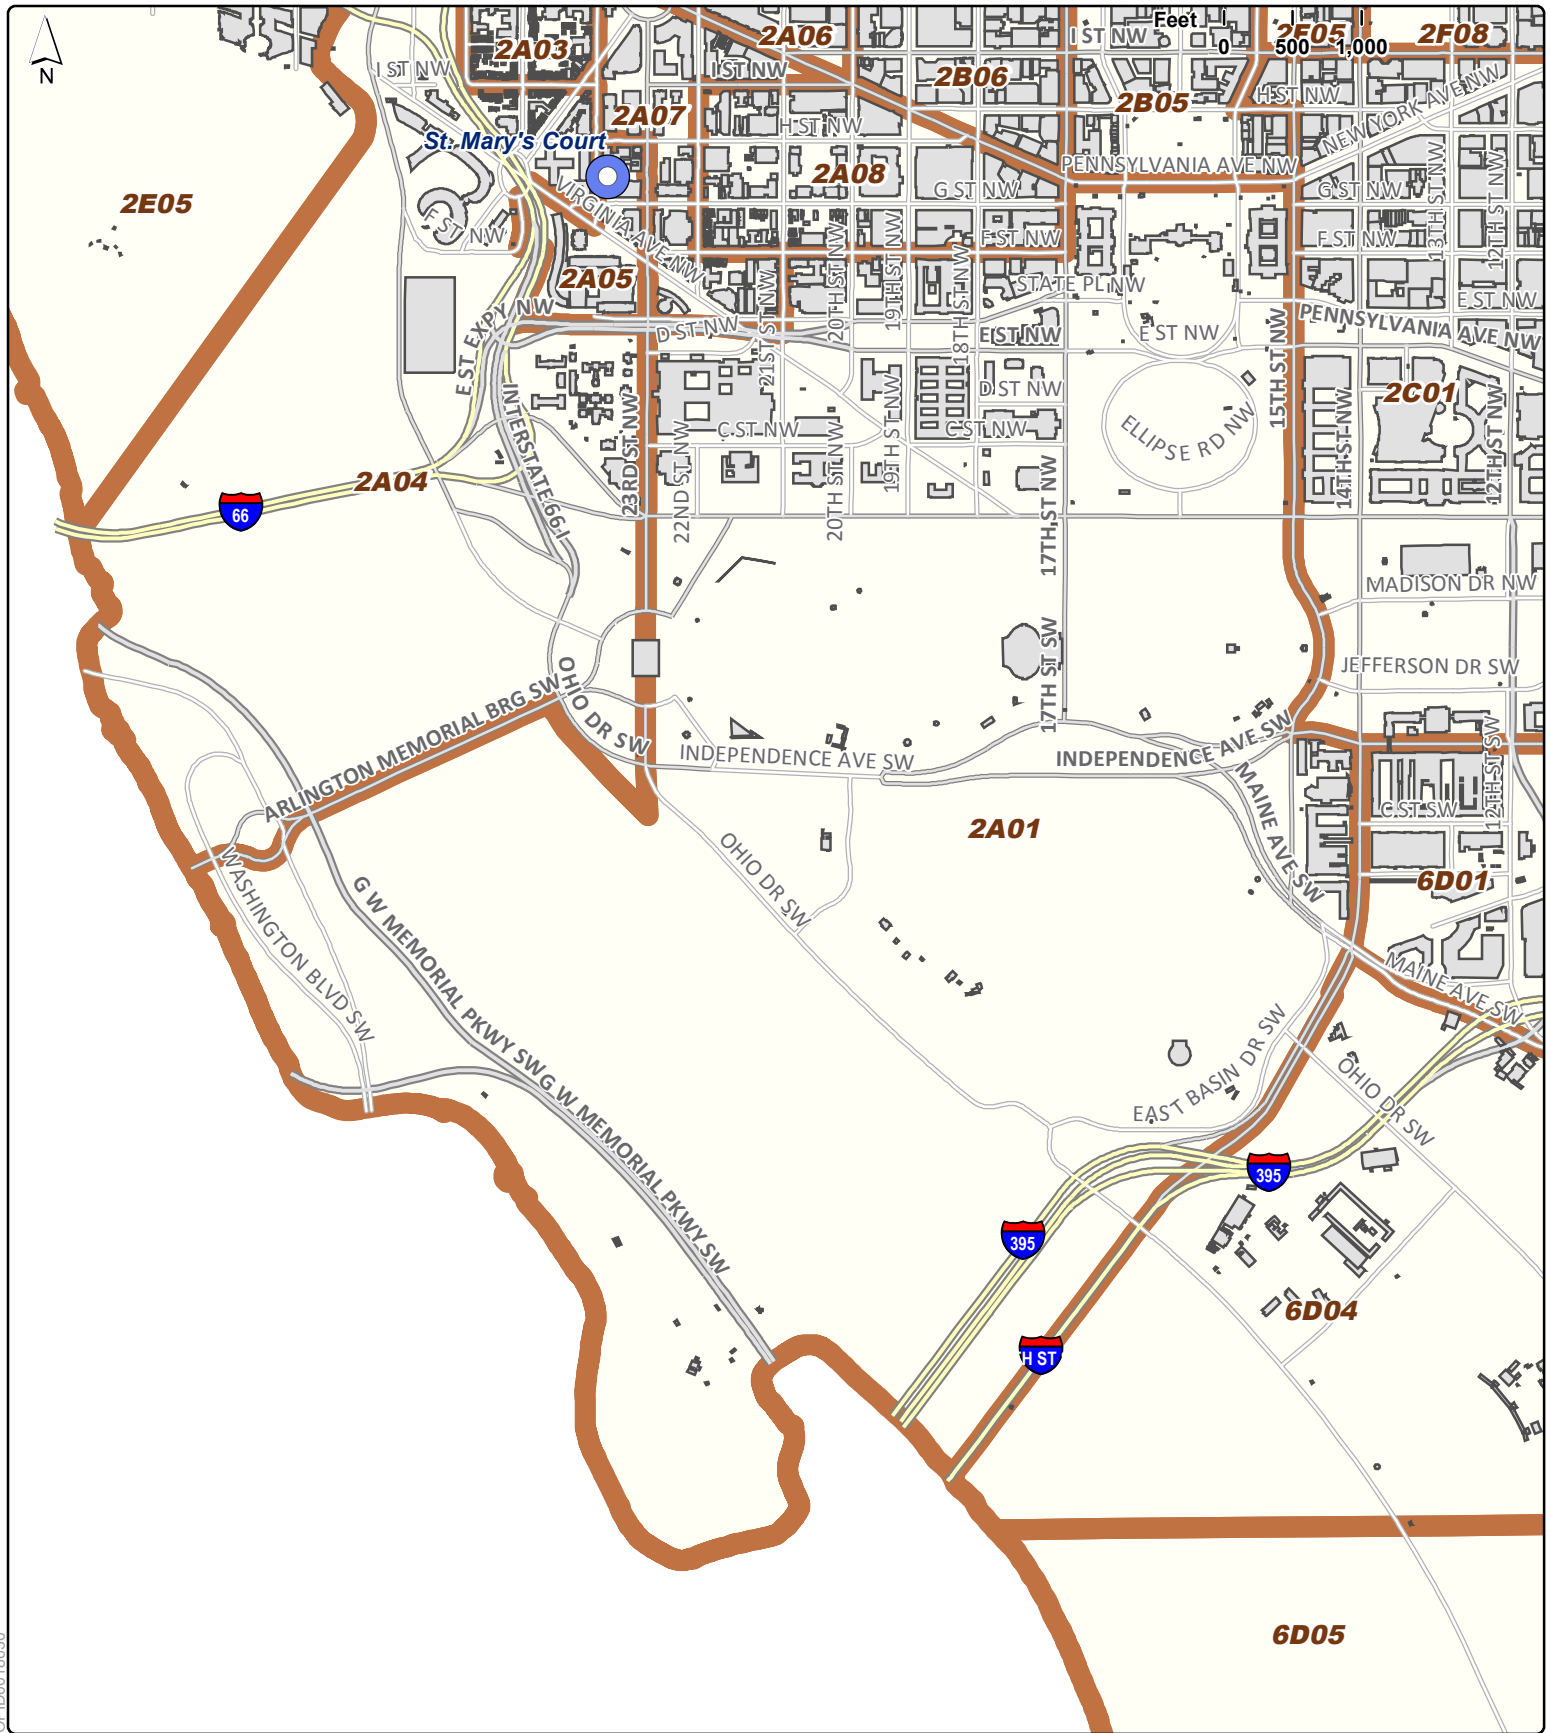 N
Feet
0
500
1,000
2A03
2A06
2F05
2F08
I ST NW
I ST NW
I ST NW
2B06
2B05
H ST NW
NEW YORK AVE NW
2A07
H ST NW
St. Mary's Court
PENNSYLVANIA AVE NW
2A08
G ST NW
G ST NW
13TH ST NW
12TH ST NW
2E05
VIRGINIA AVE NW
F ST NW
F ST NW
F ST NW
20TH ST NW
19TH ST NW
18TH ST NW
2A05
STATE PL NW
E ST NW
21ST ST NW
E ST EXPY NW
D ST NW
E ST NW
E ST NW
PENNSYLVANIA AVE NW
15TH ST NW
INTERSTATE 66 I
23RD ST NW
D ST NW
2C01
14TH ST NW
12TH ST NW
C ST NW
C ST NW
ELLIPSE RD NW
22ND ST NW
20TH ST NW
19TH ST NW
17TH ST NW
2A04
66
MADISON DR NW
17TH ST SW
JEFFERSON DR SW
OHIO DR SW
ARLINGTON MEMORIAL BRG SW
INDEPENDENCE AVE SW
INDEPENDENCE AVE SW
12TH ST SW
MAINE AVE SW
C ST SW
2A01
OHIO DR SW
6D01
WASHINGTON BLVD SW
G W MEMORIAL PKWY SW
MAINE AVE SW
G W MEMORIAL PKWY SW
EAST BASIN DR SW
OHIO DR SW
395
395
H ST
6D04
6D05